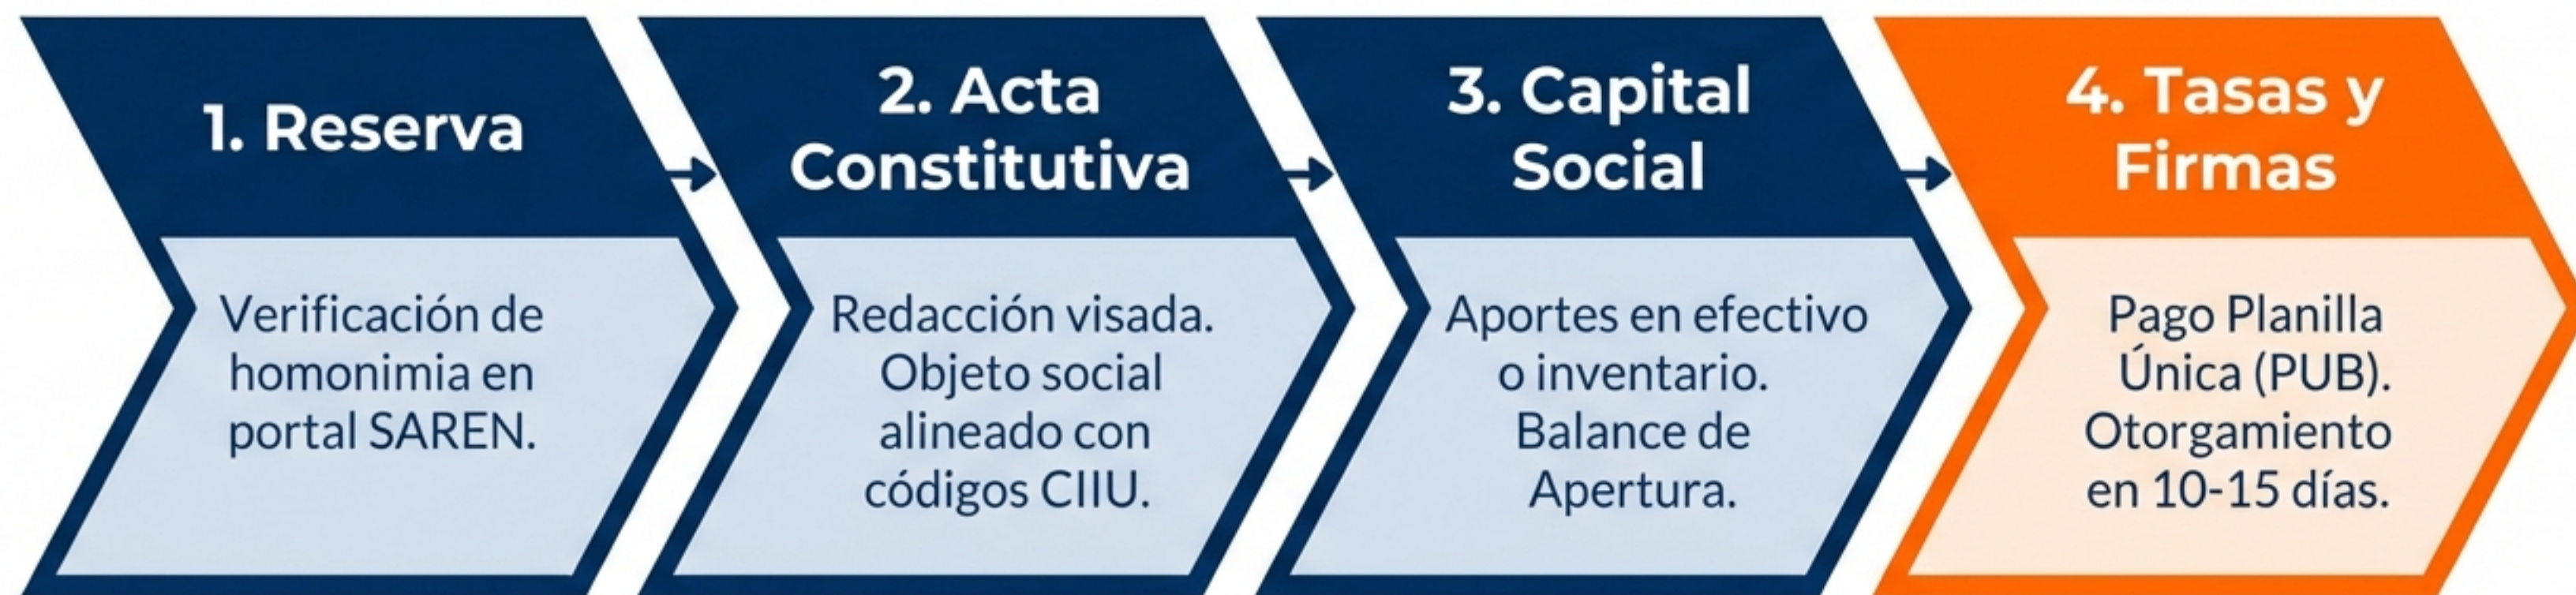 1. Reserva
Verificación de
homonimia en
portal SAREN.
2. Acta
Constitutiva
Redacción visada.
Objeto social
alineado con
códigos CIIU.
3. Capital
Social
Aportes en efectivo
o inventario.
Balance de
Apertura.
4. Tasas y
Firmas
Pago Planilla
Única (PUB).
Otorgamiento
en 10-15 días.